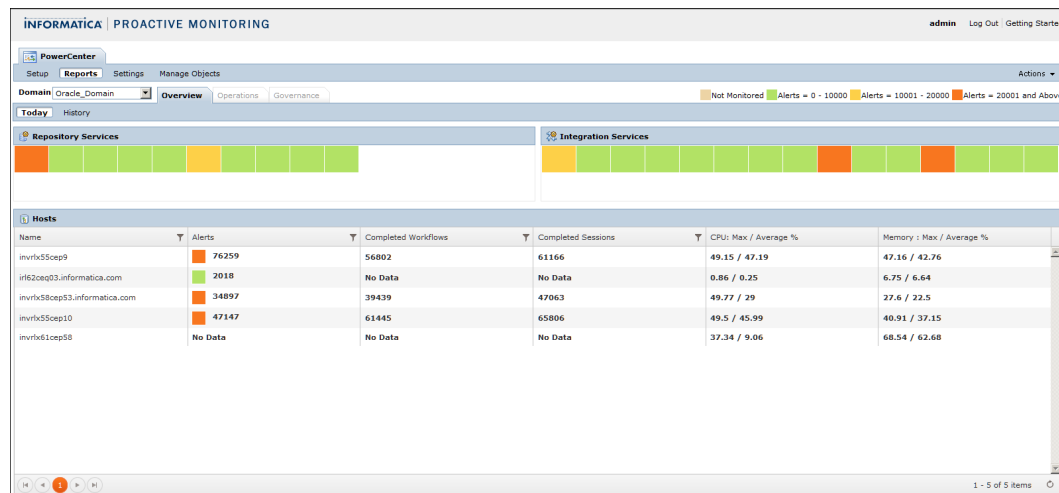 INFORMATICA | PROACTIVE MONITORING admin Log Out Getting Starte
PowerCenter
Setup Reports Settings Manage Objects Actions
Domain Oracle_Domain Overview Operations Governance Not Monitored Alerts = 0 - 10000 Alerts = 10001 - 20000 Alerts = 20001 and Above
Today History
Repository Services Integration Services
Hosts
Name Alerts Completed Workflows Completed Sessions CPU: Max / Average % Memory : Max / Average %
invrlx55cep9 76259 56802 61166 49.15 / 47.19 47.16 / 42.76
irl62ceq03.informatica.com 2018 No Data No Data 0.86 / 0.25 6.75 / 6.64
invrlx58cep53.informatica.com 34897 39439 47063 49.77 / 29 27.6 / 22.5
invrlx55cep10 47147 61445 65806 49.5 / 45.99 40.91 / 37.15
invrlx61cep58 No Data No Data No Data 37.34 / 9.06 68.54 / 62.68
1 1 - 5 of 5 items